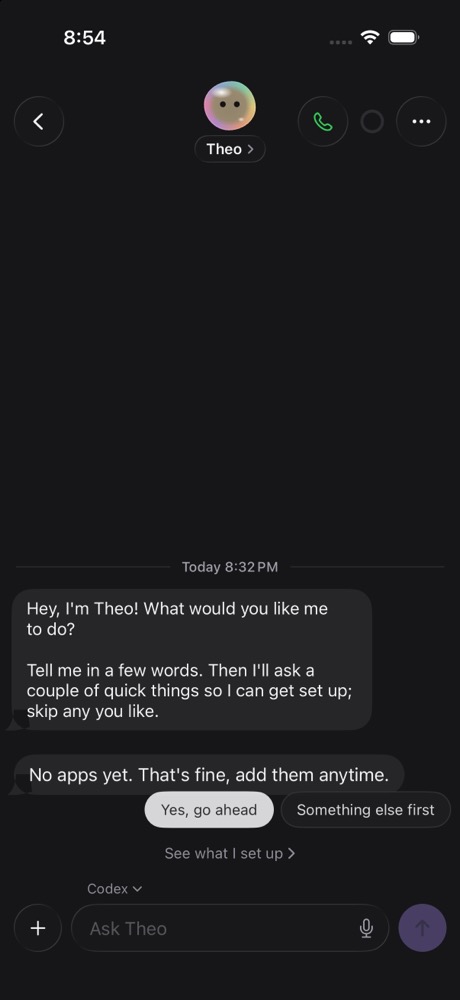 8:54
Theo
Today 8:32 PM
Hey, I'm Theo! What would you like me
to do?
Tell me in a few words. Then I'll ask a
couple of quick things so I can get set up;
skip any you like.
No apps yet. That's fine, add them anytime.
Yes, go ahead
Something else first
See what I set up
Codex
Ask Theo